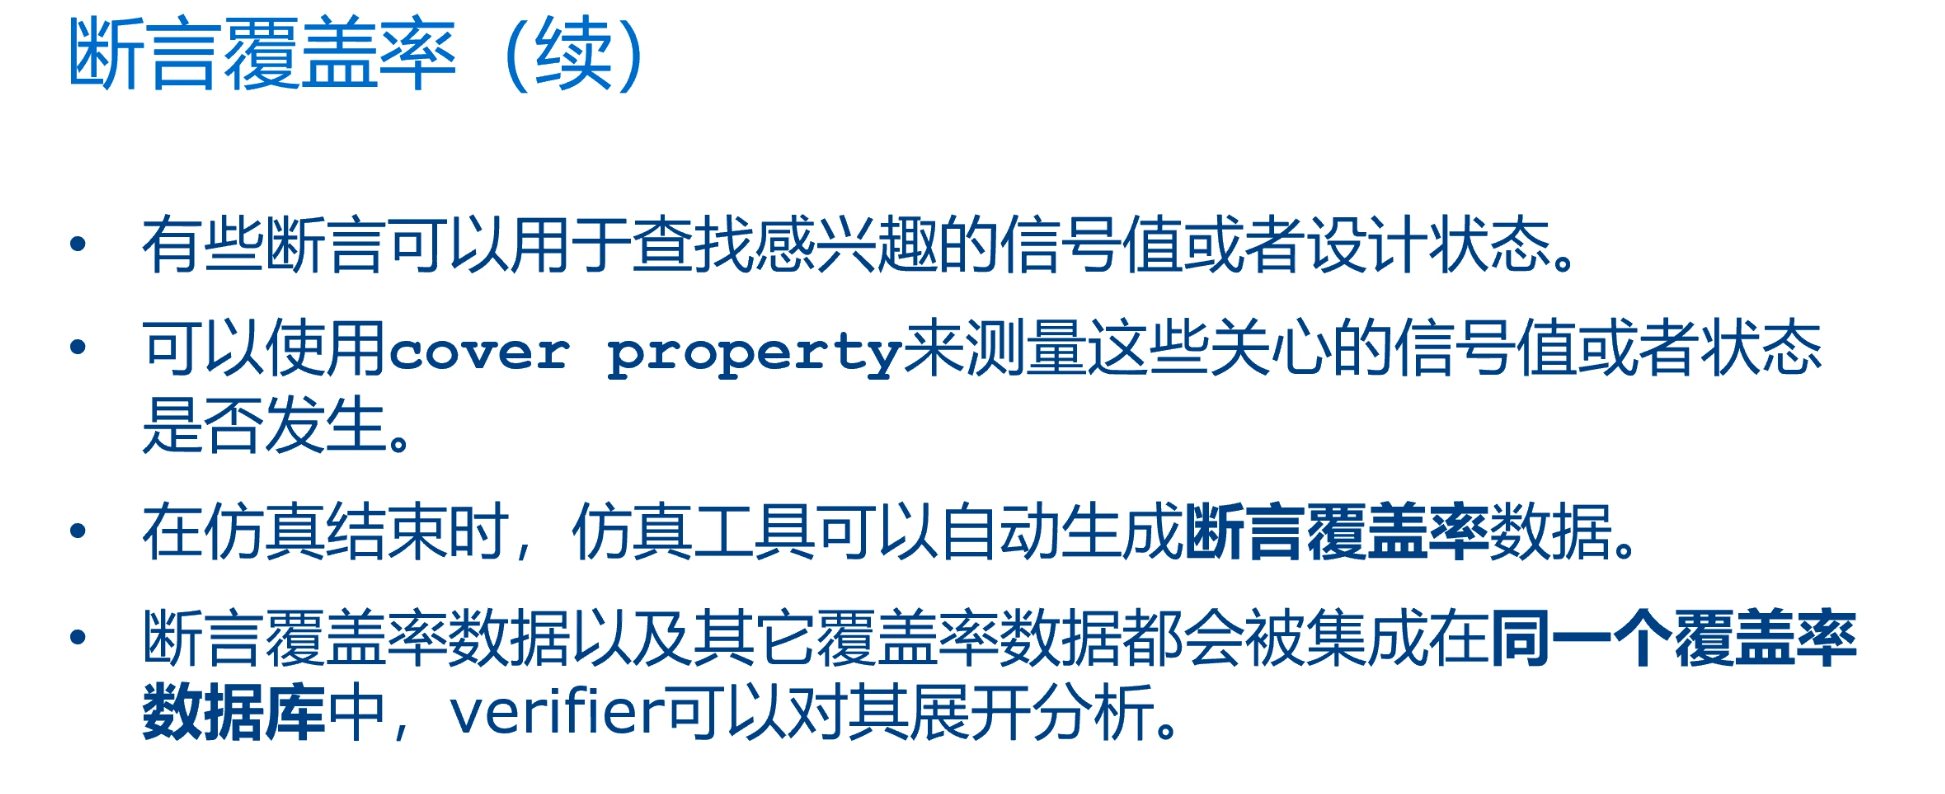 断言覆盖率（续）
• 有些断言可以用于查找感兴趣的信号值或者设计状态。
• 可以使用cover property来测量这些关心的信号值或者状态
是否发生。
• 在仿真结束时，仿真工具可以自动生成断言覆盖率数据。
• 断言覆盖率数据以及其它覆盖率数据都会被集成在同一个覆盖率
数据库中，verifier可以对其展开分析。